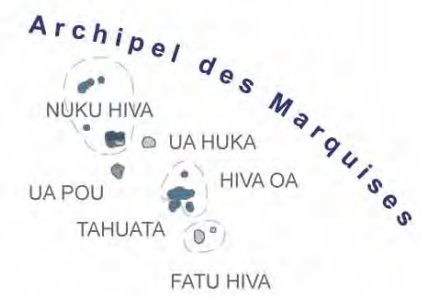 Archipel des Marquises
NUKU HIVA
UA HUKA
HIVA OA
UA POU
TAHUATA
FATU HIVA